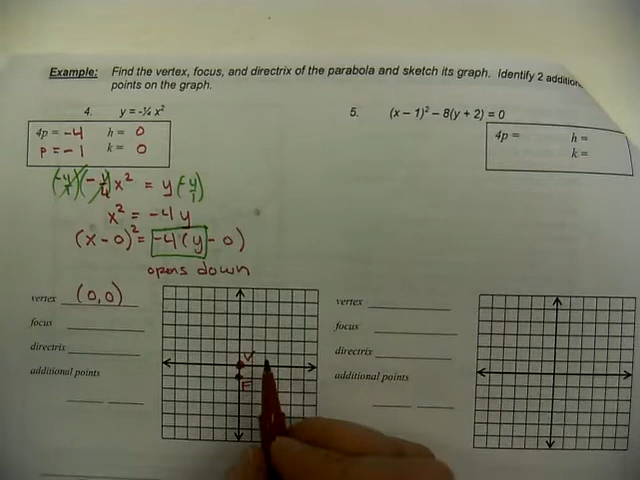 Example: Find the vertex, focus, and directrix of the parabola and sketch its graph. Identify 2 addition
points on the graph.
4. y = -¼ x²
5. (x – 1)² – 8(y + 2) = 0
4p = -4 h = 0
p = -1 k = 0
4p = h =
k =
(-4/1)(-1/4)x² = y(-4/1)
x² = -4y
(x-0)² = -4(y-0)
opens down
vertex (0,0)
focus
directrix
additional points
V
F
vertex
focus
directrix
additional points